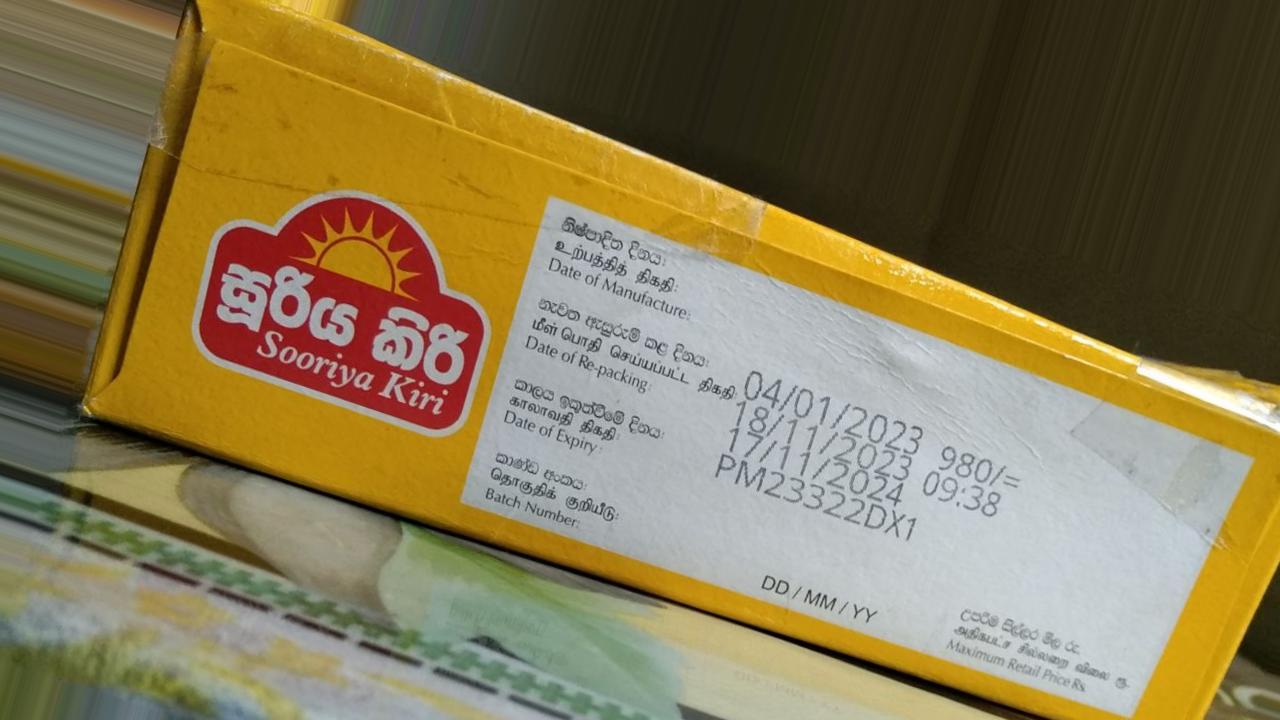 සූරිය කිරි
Sooriya Kiri
නිෂ්පාදිත දිනය:
உற்பத்தித் திகதி:
Date of Manufacture:
නැවත ඇසුරුම් කල දිනය:
மீள் பொதி செய்யப்பட்ட திகதி:
Date of Re-packing:
කාලය ඉකුත්වීමේ දිනය:
காலாவதி திகதி:
Date of Expiry:
කාණ්ඩ අංකය:
தொகுதிக் குறியீடு:
Batch Number:
04/01/2023 980/=
18/11/2023 09:38
17/11/2024
PM23322DX1
DD / MM / YY
උපරිම සිල්ලර මිල රු.
அதிகபட்ச சில்லறை விலை ரூ.
Maximum Retail Price Rs.